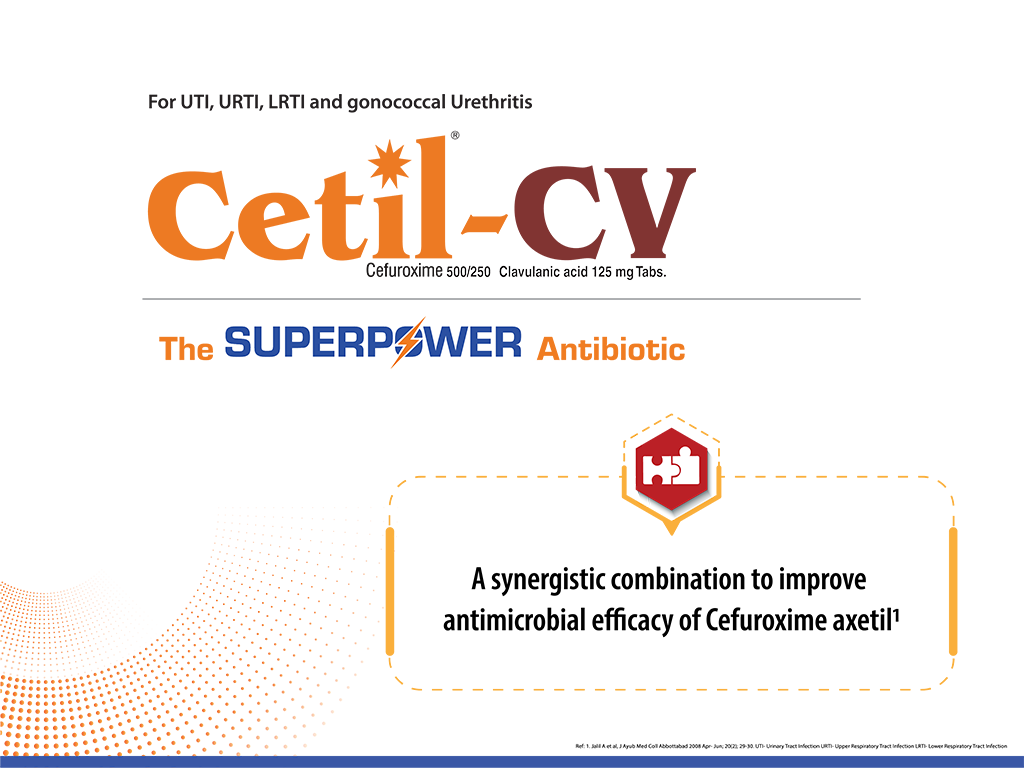 For UTI, URTI, LRTI and gonococcal Urethritis
Cetil-CV®
Cefuroxime 500/250 Clavulanic acid 125 mg Tabs.
The SUPERPOWER Antibiotic
A synergistic combination to improve
antimicrobial efficacy of Cefuroxime axetil¹
Ref: 1. Jalil A et al, J Ayub Med Coll Abbottabad 2008 Apr- Jun; 20(2); 29-30. UTI- Urinary Tract Infection URTI- Upper Respiratory Tract Infection LRTI- Lower Respiratory Tract Infection